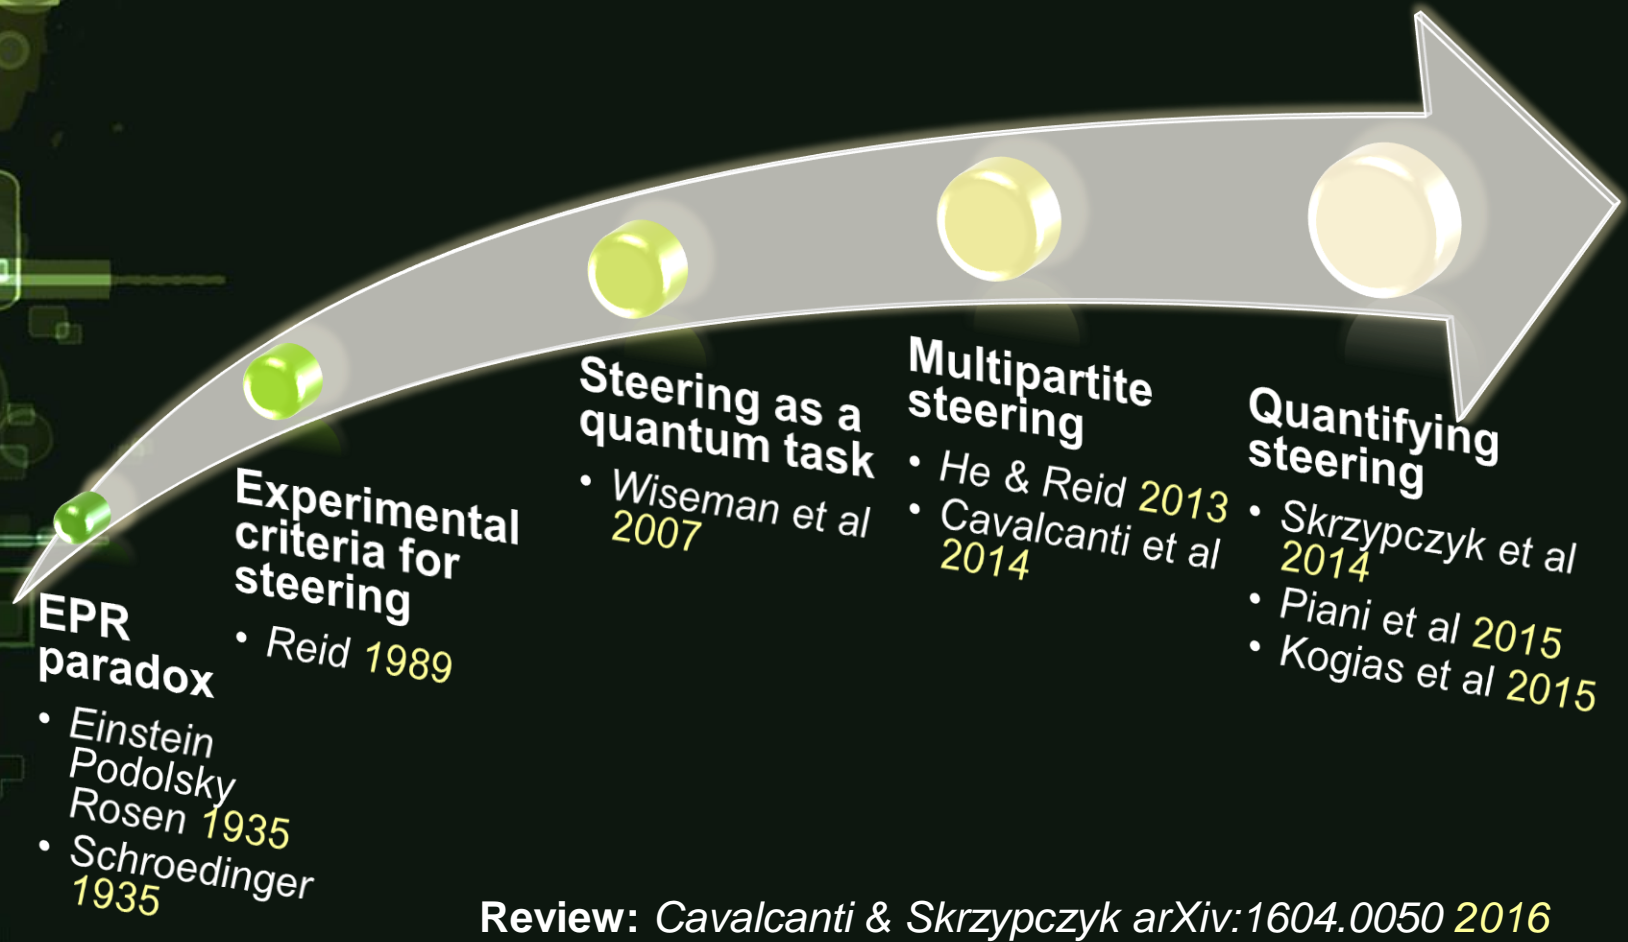 EPR
paradox
• Einstein
Podolsky
Rosen 1935
• Schroedinger
1935
Experimental
criteria for
steering
• Reid 1989
Steering as a
quantum task
• Wiseman et al
2007
Multipartite
steering
• He & Reid 2013
• Cavalcanti et al
2014
Quantifying
steering
• Skrzypczyk et al
2014
• Piani et al 2015
• Kogias et al 2015
Review: Cavalcanti & Skrzypczyk arXiv:1604.0050 2016